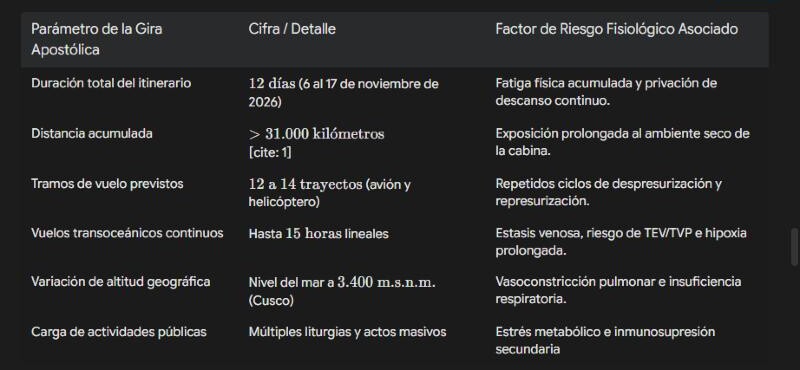 Parámetro de la Gira Apostólica
Cifra / Detalle
Factor de Riesgo Fisiológico Asociado
Duración total del itinerario
12 días (6 al 17 de noviembre de
2026)
Fatiga física acumulada y privación de
descanso continuo.
Distancia acumulada
> 31.000 kilómetros
[cite: 1]
Exposición prolongada al ambiente seco de
la cabina.
Tramos de vuelo previstos
12 a 14 trayectos (avión y
helicóptero)
Repetidos ciclos de despresurización y
represurización.
Vuelos transoceánicos continuos
Hasta 15 horas lineales
Estasis venosa, riesgo de TEV/TVP e hipoxia
prolongada.
Variación de altitud geográfica
Nivel del mar a 3.400 m.s.n.m.
(Cusco)
Vasoconstricción pulmonar e insuficiencia
respiratoria.
Carga de actividades públicas
Múltiples liturgias y actos masivos
Estrés metabólico e inmunosupresión
secundaria